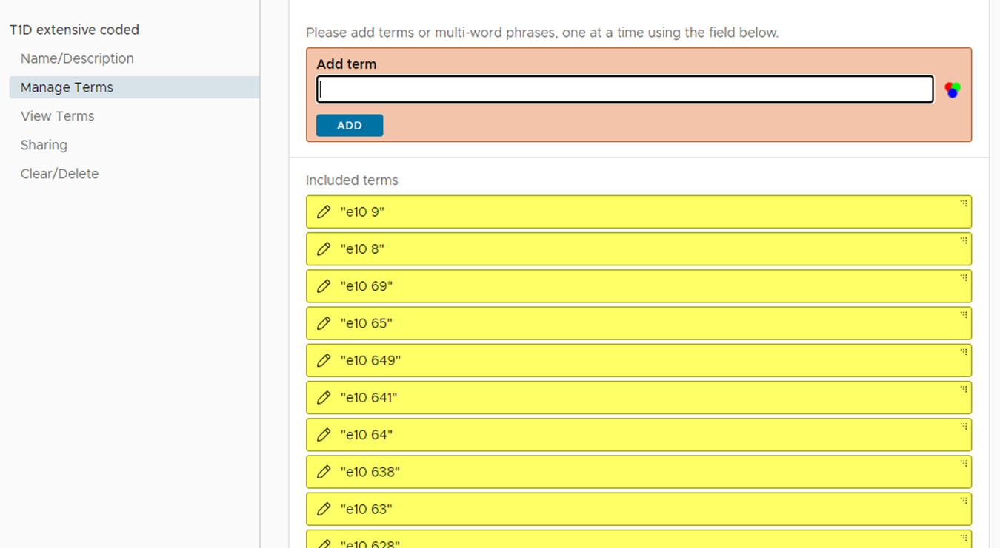 T1D extensive coded
Name/Description
Manage Terms
View Terms
Sharing
Clear/Delete
Please add terms or multi-word phrases, one at a time using the field below.
Add term
ADD
Included terms
"e10 9"
"e10 8"
"e10 69"
"e10 65"
"e10 649"
"e10 641"
"e10 64"
"e10 638"
"e10 63"
"e10 628"